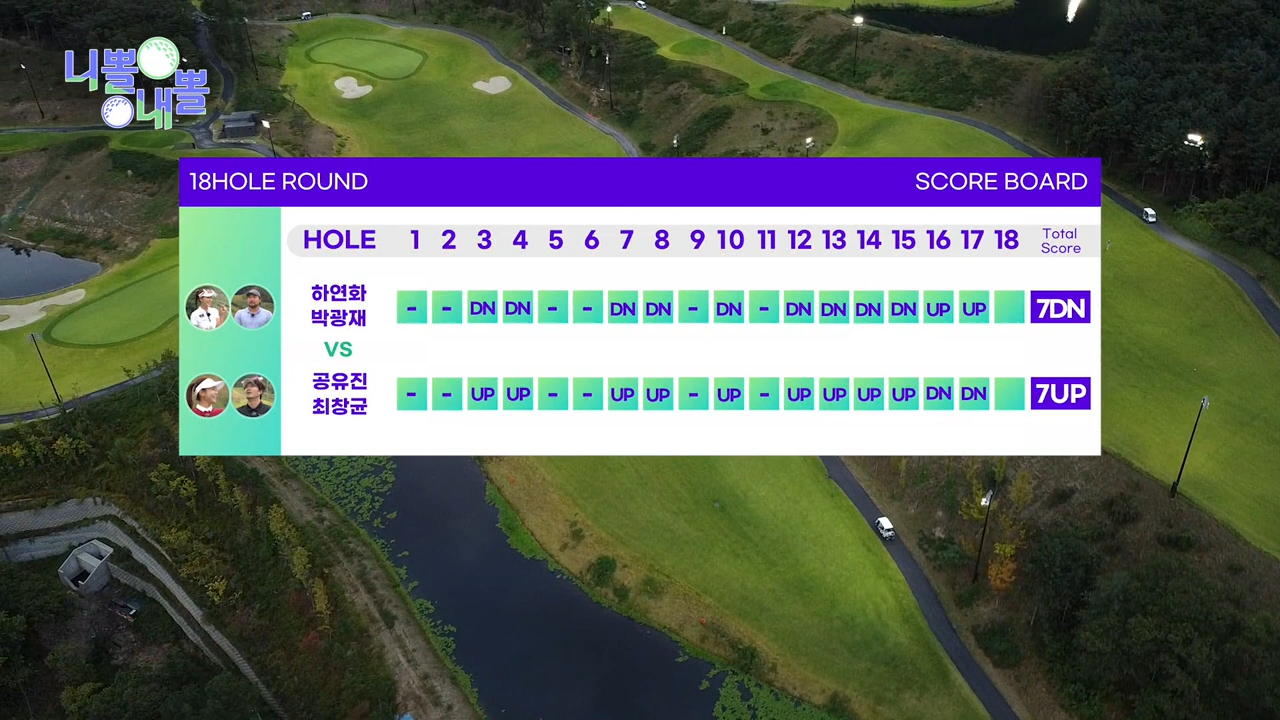 니뽈
내뽈
18HOLE ROUND SCORE BOARD
HOLE 1 2 3 4 5 6 7 8 9 10 11 12 13 14 15 16 17 18 Total Score
하연화
박광재
- - DN DN - - DN DN - DN - DN DN DN DN UP UP 7DN
VS
공유진
최창균
- - UP UP - - UP UP - UP - UP UP UP UP DN DN 7UP